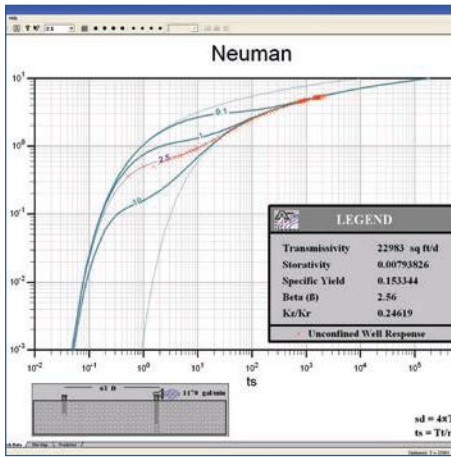 2.5
Neuman
10¹
10⁰
10⁻¹
10⁻²
10⁻³
0.1
1
2.5
10
10⁻² 10⁻¹ 10⁰ 10¹ 10² 10³ 10⁴ 10⁵
ts
LEGEND
Transmissivity 22983 sq ft/d
Storativity 0.00793826
Specific Yield 0.153344
Beta (ß) 2.56
Kz/Kr 0.24619
Unconfined Well Response
63 ft
1170 gal/min
sd = 4πT
ts = Tt/r